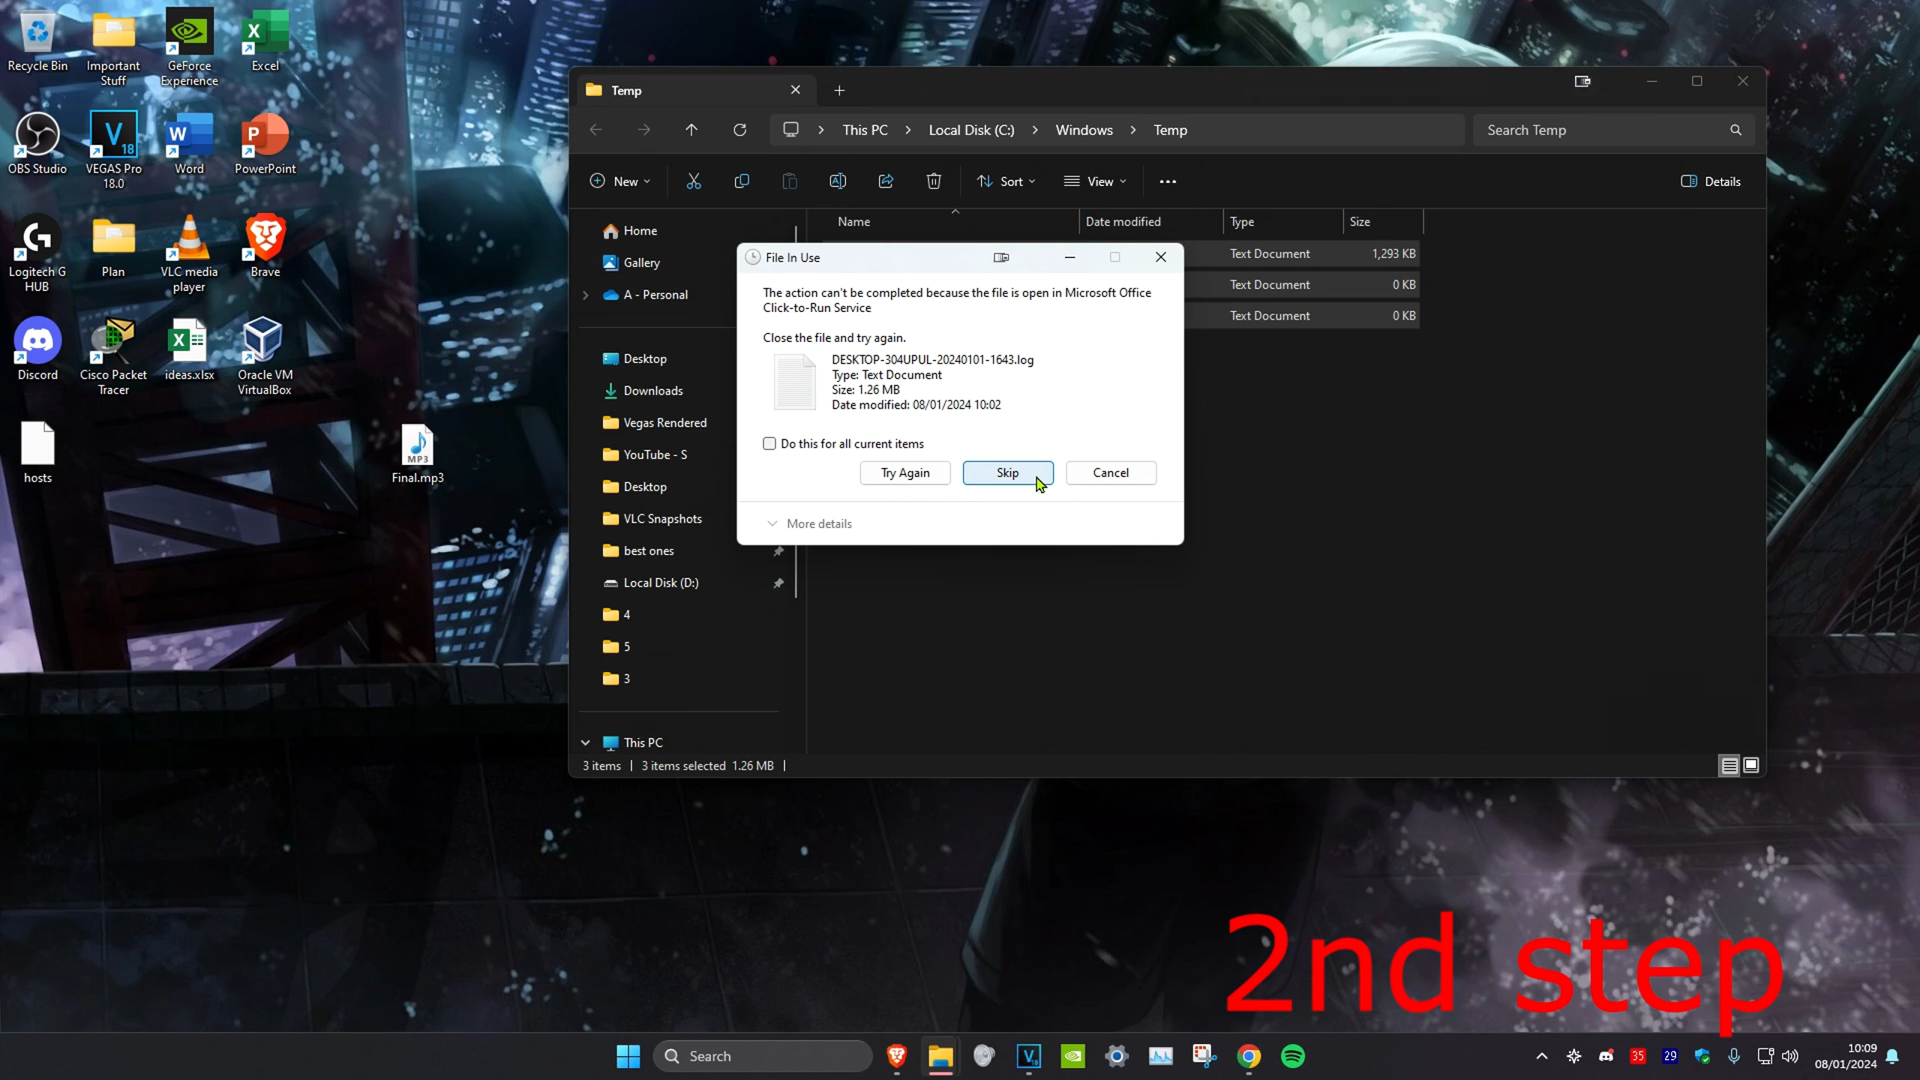 Recycle Bin
Important Stuff
GeForce Experience
Excel
OBS Studio
VEGAS Pro 18.0
Word
PowerPoint
Logitech G HUB
Plan
VLC media player
Brave
Discord
Cisco Packet Tracer
ideas.xlsx
Oracle VM VirtualBox
hosts
MP3
Final.mp3
Temp
This PC > Local Disk (C:) > Windows > Temp
Search Temp
New
Sort
View
Details
Name
Date modified
Type
Size
Text Document 1,293 KB
Text Document 0 KB
Text Document 0 KB
Home
Gallery
A - Personal
Desktop
Downloads
Vegas Rendered
YouTube - S
Desktop
VLC Snapshots
best ones
Local Disk (D:)
4
5
3
This PC
3 items | 3 items selected 1.26 MB |
File In Use
The action can't be completed because the file is open in Microsoft Office
Click-to-Run Service
Close the file and try again.
DESKTOP-304UPUL-20240101-1643.log
Type: Text Document
Size: 1.26 MB
Date modified: 08/01/2024 10:02
Do this for all current items
Try Again
Skip
Cancel
More details
2nd step
Search
35
29
10:09
08/01/2024